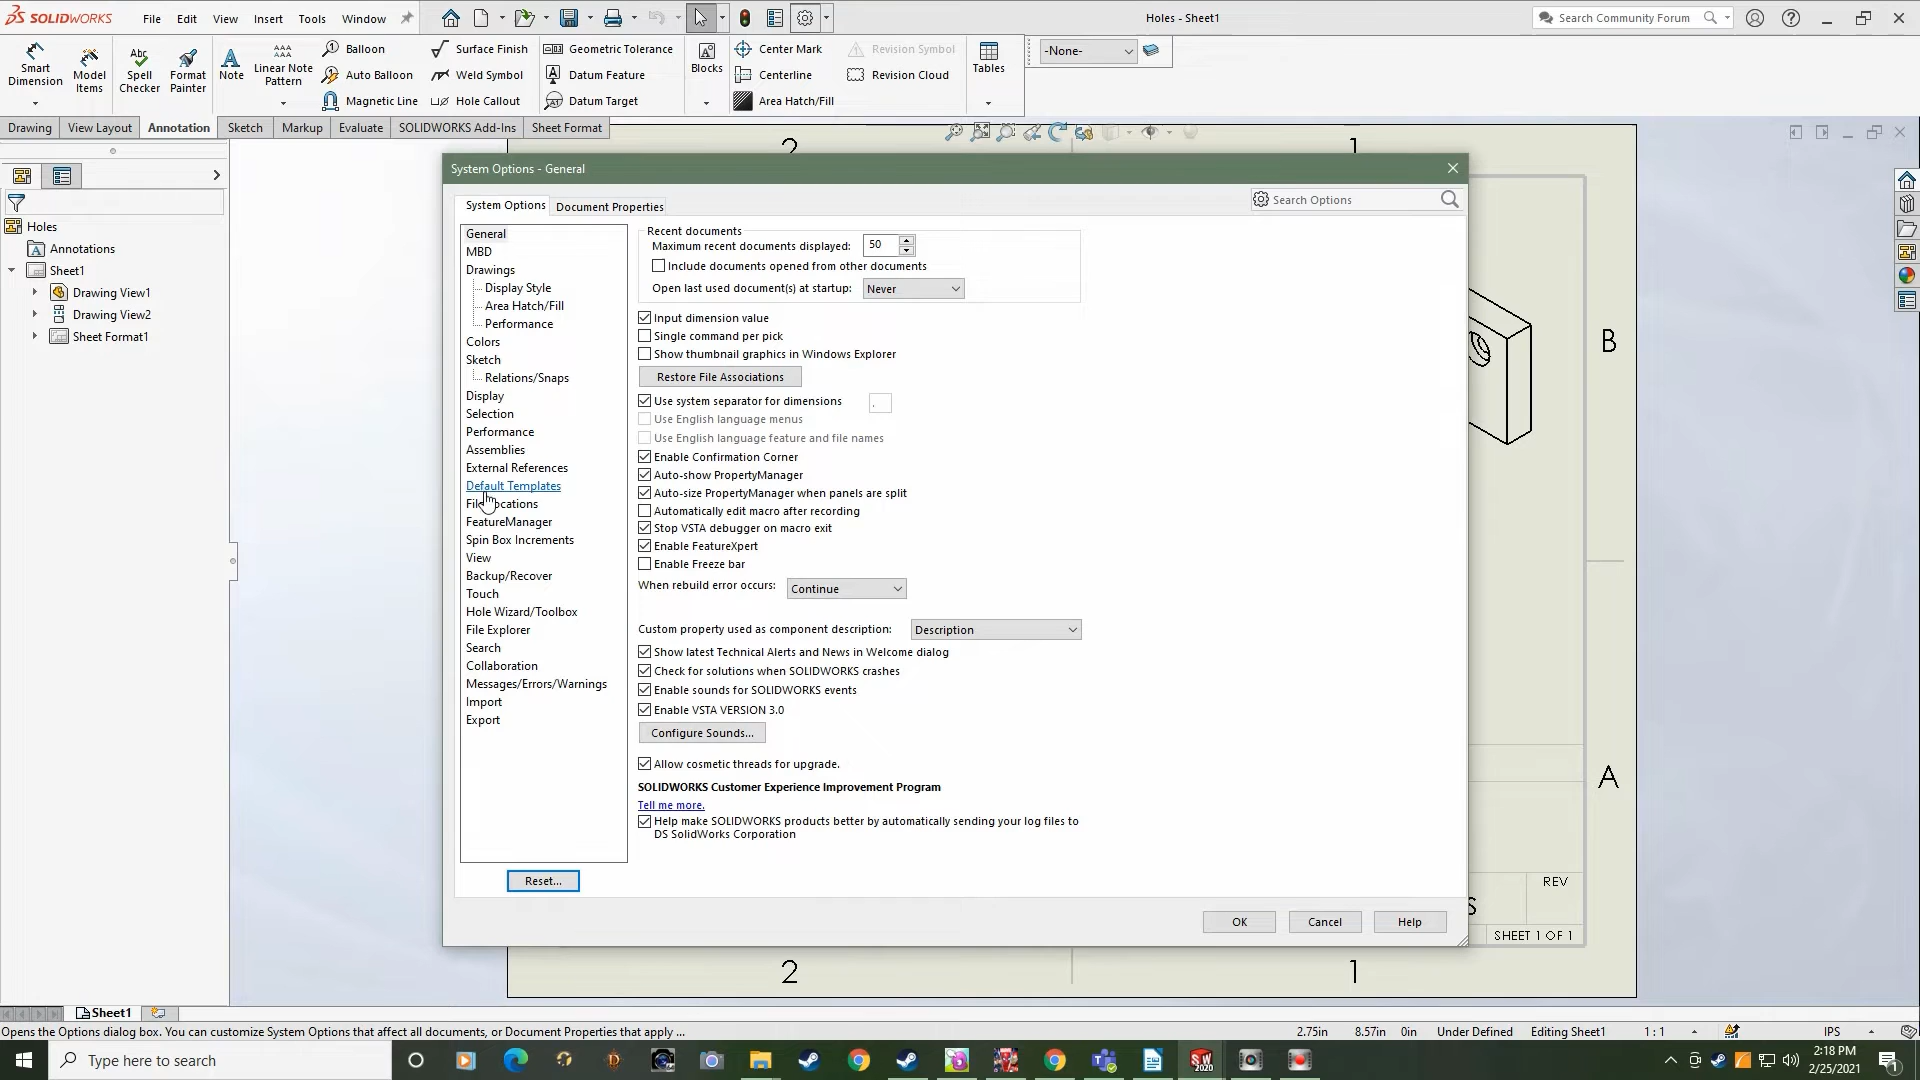 SOLIDWORKS File Edit View Insert Tools Window Holes - Sheet1 Search Community Forum
Smart Dimension
Model Items
Spell Checker
Format Painter
Note
Linear Note Pattern
Balloon
Auto Balloon
Magnetic Line
Surface Finish
Weld Symbol
Hole Callout
Geometric Tolerance
Datum Feature
Datum Target
Blocks
Center Mark
Centerline
Area Hatch/Fill
Revision Symbol
Revision Cloud
Tables
-None-
Drawing View Layout Annotation Sketch Markup Evaluate SOLIDWORKS Add-Ins Sheet Format
2 1
Holes
Annotations
Sheet1
Drawing View1
Drawing View2
Sheet Format1
System Options - General
System Options Document Properties
Search Options
General
MBD
Drawings
Display Style
Area Hatch/Fill
Performance
Colors
Sketch
Relations/Snaps
Display
Selection
Performance
Assemblies
External References
Default Templates
FeatureManager
Spin Box Increments
View
Backup/Recover
Touch
Hole Wizard/Toolbox
File Explorer
Search
Collaboration
Messages/Errors/Warnings
Import
Export
Reset...
Recent documents
Maximum recent documents displayed: 50
Include documents opened from other documents
Open last used document(s) at startup: Never
Input dimension value
Single command per pick
Show thumbnail graphics in Windows Explorer
Restore File Associations
Use system separator for dimensions .
Use English language menus
Use English language feature and file names
Enable Confirmation Corner
Auto-show PropertyManager
Auto-size PropertyManager when panels are split
Automatically edit macro after recording
Stop VSTA debugger on macro exit
Enable FeatureXpert
Enable Freeze bar
When rebuild error occurs: Continue
Custom property used as component description: Description
Show latest Technical Alerts and News in Welcome dialog
Check for solutions when SOLIDWORKS crashes
Enable sounds for SOLIDWORKS events
Enable VSTA VERSION 3.0
Configure Sounds...
Allow cosmetic threads for upgrade.
SOLIDWORKS Customer Experience Improvement Program
Tell me more.
Help make SOLIDWORKS products better by automatically sending your log files to
DS SolidWorks Corporation
OK Cancel Help
B
A
REV
S
SHEET 1 OF 1
2 1
Sheet1
Opens the Options dialog box. You can customize System Options that affect all documents, or Document Properties that apply ... 2.75in 8.57in 0in Under Defined Editing Sheet1 1 : 1 IPS
Type here to search
SW 2020
2:18 PM
2/25/2021
1